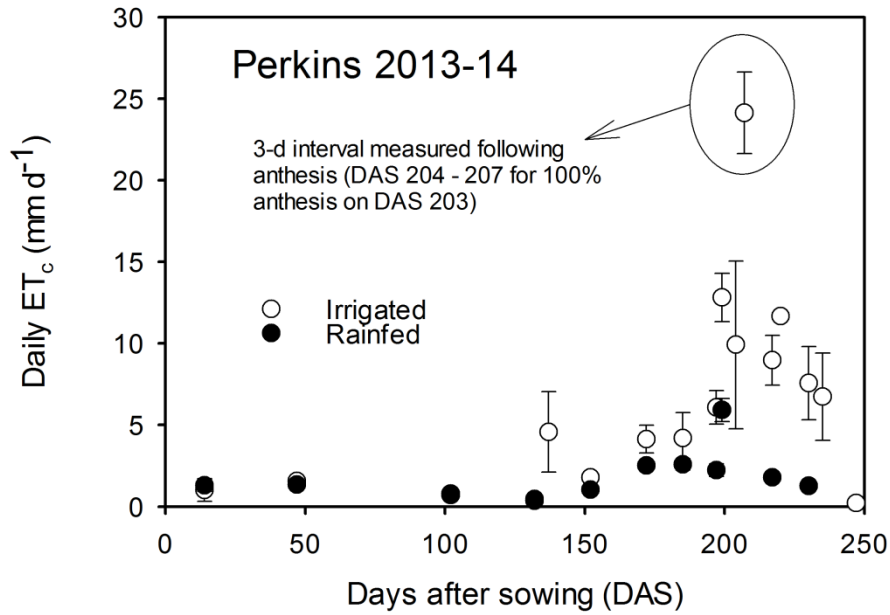 30
Perkins 2013-14
25
3-d interval measured following
anthesis (DAS 204 - 207 for 100%
anthesis on DAS 203)
20
15
Irrigated
Rainfed
10
5
0
Daily ETc (mm d-1)
0 50 100 150 200 250
Days after sowing (DAS)